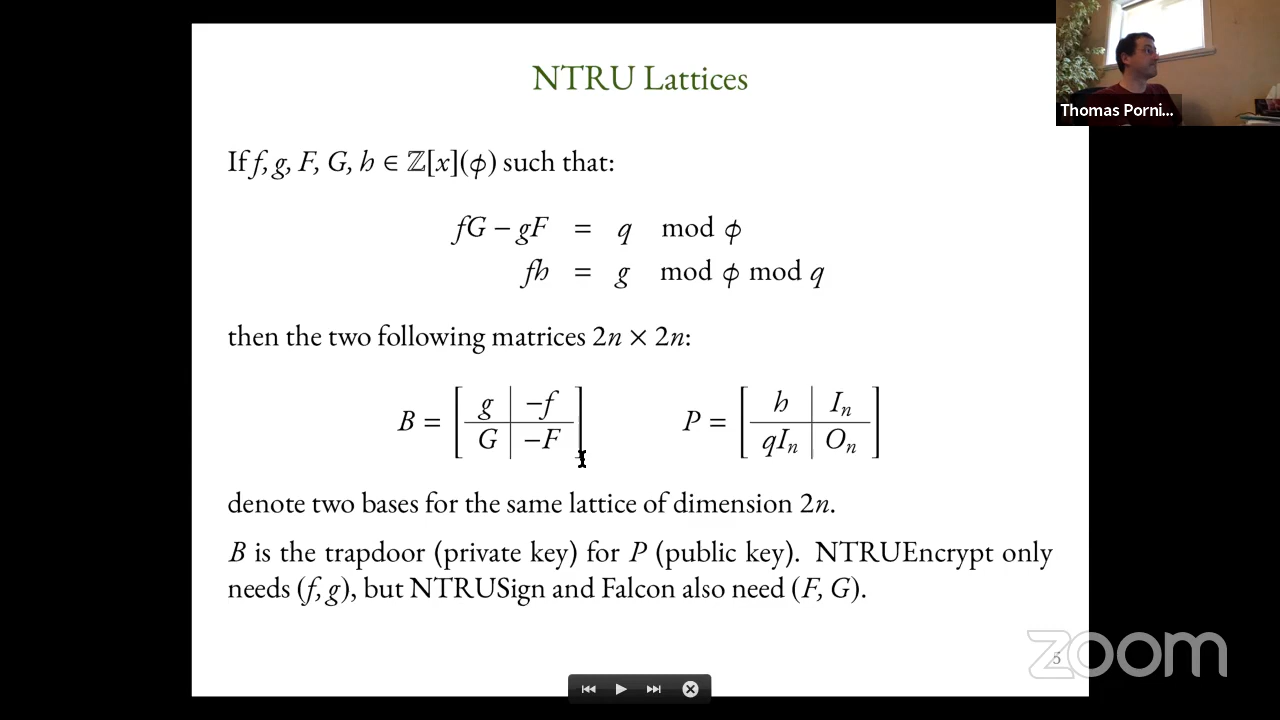 NTRU Lattices
Thomas Porni...
If f, g, F, G, h ∈ ℤ[x](ϕ) such that:
fG − gF = q mod ϕ
fh = g mod ϕ mod q
then the two following matrices 2n × 2n:
B = [ g | −f ] P = [ h | Iₙ ]
[ G | −F ] [ qIₙ | Oₙ ]
denote two bases for the same lattice of dimension 2n.
B is the trapdoor (private key) for P (public key). NTRUEncrypt only
needs (f, g), but NTRUSign and Falcon also need (F, G).
zoom
5